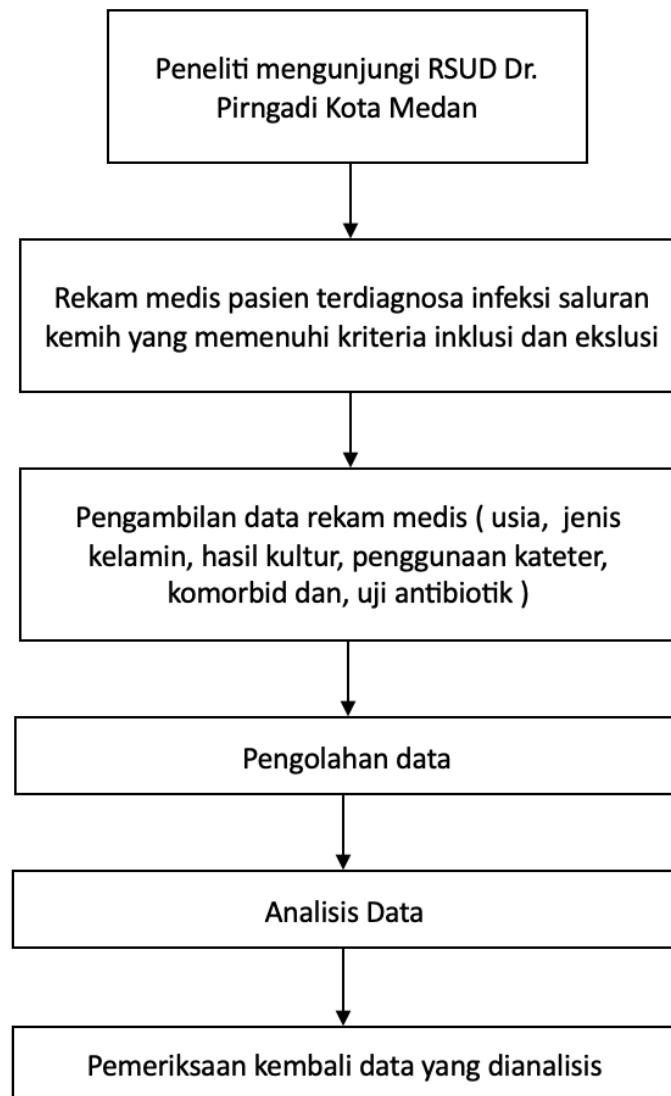 Peneliti mengunjungi RSUD Dr.
Pirngadi Kota Medan
Rekam medis pasien terdiagnosa infeksi saluran
kemih yang memenuhi kriteria inklusi dan ekslusi
Pengambilan data rekam medis ( usia, jenis
kelamin, hasil kultur, penggunaan kateter,
komorbid dan, uji antibiotik )
Pengolahan data
Analisis Data
Pemeriksaan kembali data yang dianalisis